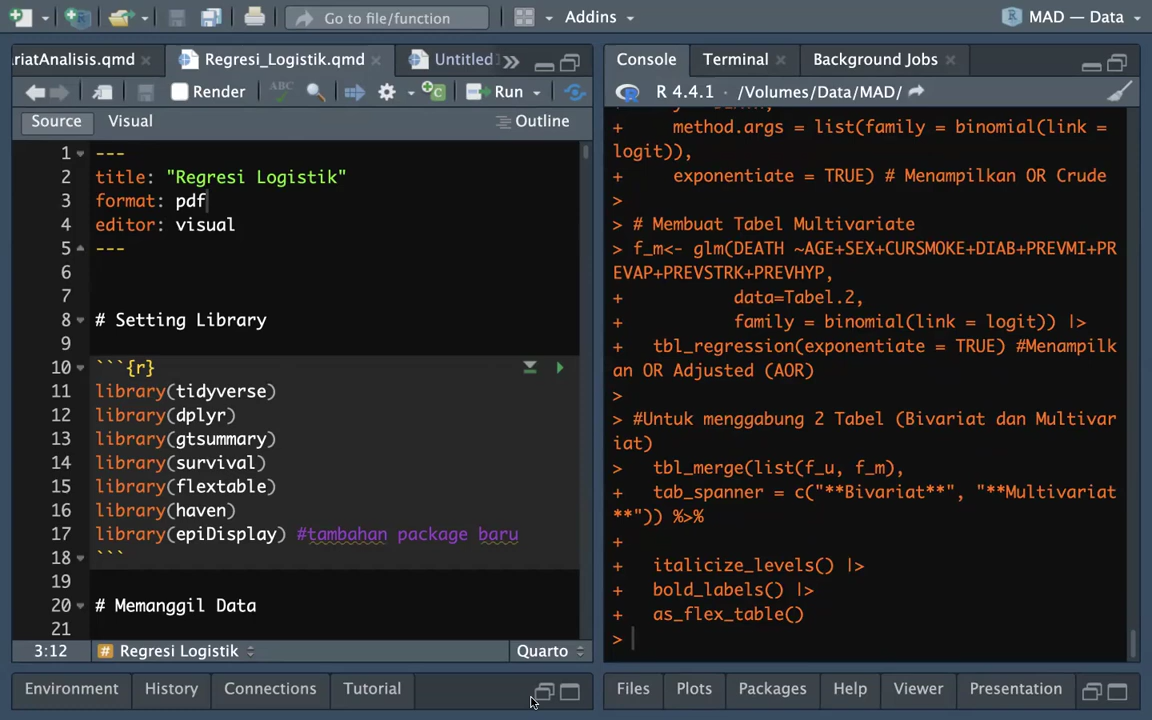 Go to file/function
Addins
MAD — Data
ariatAnalysis.qmd
Regresi_Logistik.qmd
Untitled
Render
ABC
Run
Source
Visual
Outline
1 ---
2 title: "Regresi Logistik"
3 format: pdf
4 editor: visual
5 ---
6
7
8 # Setting Library
9
10 ```{r}
11 library(tidyverse)
12 library(dplyr)
13 library(gtsummary)
14 library(survival)
15 library(flextable)
16 library(haven)
17 library(epiDisplay) #tambahan package baru
18 ```
19
20 # Memanggil Data
21
3:12
# Regresi Logistik
Quarto
Environment
History
Connections
Tutorial
Console
Terminal
Background Jobs
R 4.4.1 · /Volumes/Data/MAD/
+ method.args = list(family = binomial(link =
logit)),
+ exponentiate = TRUE) # Menampilkan OR Crude
>
> # Membuat Tabel Multivariate
> f_m<- glm(DEATH ~AGE+SEX+CURSMOKE+DIAB+PREVMI+PR
EVAP+PREVSTRK+PREVHYP,
+ data=Tabel.2,
+ family = binomial(link = logit)) |>
+ tbl_regression(exponentiate = TRUE) #Menampilk
an OR Adjusted (AOR)
>
> #Untuk menggabung 2 Tabel (Bivariat dan Multivar
iat)
> tbl_merge(list(f_u, f_m),
+ tab_spanner = c("**Bivariat**", "**Multivariat
**")) %>%
+
+ italicize_levels() |>
+ bold_labels() |>
+ as_flex_table()
>
Files
Plots
Packages
Help
Viewer
Presentation